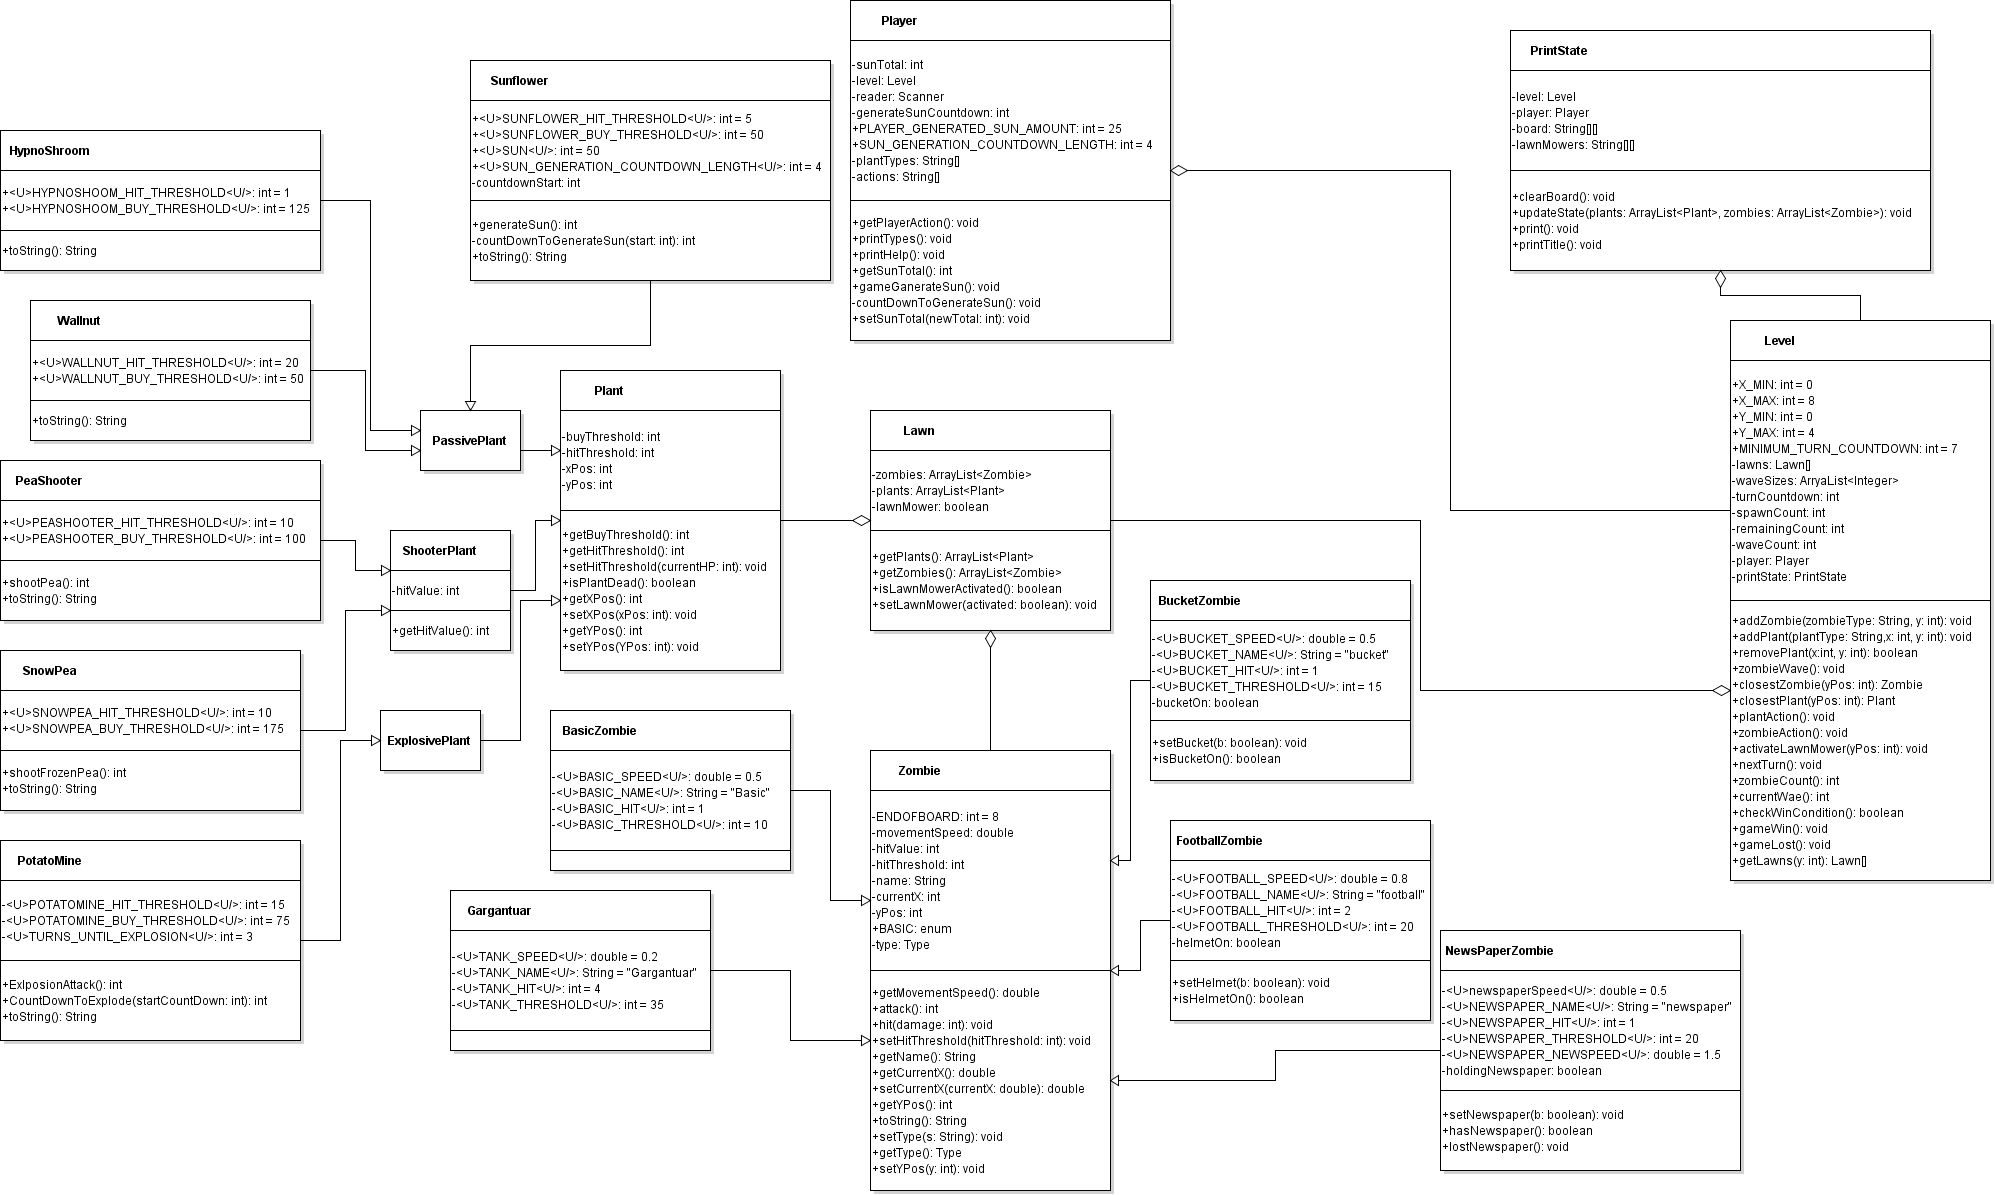 Player
-sunTotal: int
-level: Level
-reader: Scanner
-generateSunCountdown: int
+PLAYER_GENERATED_SUN_AMOUNT: int = 25
+SUN_GENERATION_COUNTDOWN_LENGTH: int = 4
-plantTypes: String[]
-actions: String[]
+getPlayerAction(): void
+printTypes(): void
+printHelp(): void
+getSunTotal(): int
+gameGanerateSun(): void
-countDownToGenerateSun(): void
+setSunTotal(newTotal: int): void
PrintState
-level: Level
-player: Player
-board: String[][]
-lawnMowers: String[][]
+clearBoard(): void
+updateState(plants: ArrayList<Plant>, zombies: ArrayList<Zombie>): void
+print(): void
+printTitle(): void
Sunflower
+<U>SUNFLOWER_HIT_THRESHOLD<U/>: int = 5
+<U>SUNFLOWER_BUY_THRESHOLD<U/>: int = 50
+<U>SUN<U/>: int = 50
+<U>SUN_GENERATION_COUNTDOWN_LENGTH<U/>: int = 4
-countdownStart: int
+generateSun(): int
-countDownToGenerateSun(start: int): int
+toString(): String
HypnoShroom
+<U>HYPNOSHOOM_HIT_THRESHOLD<U/>: int = 1
+<U>HYPNOSHOOM_BUY_THRESHOLD<U/>: int = 125
+toString(): String
Wallnut
+<U>WALLNUT_HIT_THRESHOLD<U/>: int = 20
+<U>WALLNUT_BUY_THRESHOLD<U/>: int = 50
+toString(): String
PassivePlant
Plant
-buyThreshold: int
-hitThreshold: int
-xPos: int
-yPos: int
+getBuyThreshold(): int
+getHitThreshold(): int
+setHitThreshold(currentHP: int): void
+isPlantDead(): boolean
+getXPos(): int
+setXPos(xPos: int): void
+getYPos(): int
+setYPos(YPos: int): void
Lawn
-zombies: ArrayList<Zombie>
-plants: ArrayList<Plant>
-lawnMower: boolean
+getPlants(): ArrayList<Plant>
+getZombies(): ArrayList<Zombie>
+isLawnMowerActivated(): boolean
+setLawnMower(activated: boolean): void
Level
+X_MIN: int = 0
+X_MAX: int = 8
+Y_MIN: int = 0
+Y_MAX: int = 4
+MINIMUM_TURN_COUNTDOWN: int = 7
-lawns: Lawn[]
-waveSizes: ArryaList<Integer>
-turnCountdown: int
-spawnCount: int
-remainingCount: int
-waveCount: int
-player: Player
-printState: PrintState
+addZombie(zombieType: String, y: int): void
+addPlant(plantType: String,x: int, y: int): void
+removePlant(x:int, y: int): boolean
+zombieWave(): void
+closestZombie(yPos: int): Zombie
+closestPlant(yPos: int): Plant
+plantAction(): void
+zombieAction(): void
+activateLawnMower(yPos: int): void
+nextTurn(): void
+zombieCount(): int
+currentWae(): int
+checkWinCondition(): boolean
+gameWin(): void
+gameLost(): void
+getLawns(y: int): Lawn[]
PeaShooter
+<U>PEASHOOTER_HIT_THRESHOLD<U/>: int = 10
+<U>PEASHOOTER_BUY_THRESHOLD<U/>: int = 100
+shootPea(): int
+toString(): String
ShooterPlant
-hitValue: int
+getHitValue(): int
SnowPea
+<U>SNOWPEA_HIT_THRESHOLD<U/>: int = 10
+<U>SNOWPEA_BUY_THRESHOLD<U/>: int = 175
+shootFrozenPea(): int
+toString(): String
ExplosivePlant
PotatoMine
-<U>POTATOMINE_HIT_THRESHOLD<U/>: int = 15
-<U>POTATOMINE_BUY_THRESHOLD<U/>: int = 75
-<U>TURNS_UNTIL_EXPLOSION<U/>: int = 3
+ExlposionAttack(): int
+CountDownToExplode(startCountDown: int): int
+toString(): String
BasicZombie
-<U>BASIC_SPEED<U/>: double = 0.5
-<U>BASIC_NAME<U/>: String = "Basic"
-<U>BASIC_HIT<U/>: int = 1
-<U>BASIC_THRESHOLD<U/>: int = 10
Gargantuar
-<U>TANK_SPEED<U/>: double = 0.2
-<U>TANK_NAME<U/>: String = "Gargantuar"
-<U>TANK_HIT<U/>: int = 4
-<U>TANK_THRESHOLD<U/>: int = 35
Zombie
-ENDOFBOARD: int = 8
-movementSpeed: double
-hitValue: int
-hitThreshold: int
-name: String
-currentX: int
-yPos: int
+BASIC: enum
-type: Type
+getMovementSpeed(): double
+attack(): int
+hit(damage: int): void
+setHitThreshold(hitThreshold: int): void
+getName(): String
+getCurrentX(): double
+setCurrentX(currentX: double): double
+getYPos(): int
+toString(): String
+setType(s: String): void
+getType(): Type
+setYPos(y: int): void
BucketZombie
-<U>BUCKET_SPEED<U/>: double = 0.5
-<U>BUCKET_NAME<U/>: String = "bucket"
-<U>BUCKET_HIT<U/>: int = 1
-<U>BUCKET_THRESHOLD<U/>: int = 15
-bucketOn: boolean
+setBucket(b: boolean): void
+isBucketOn(): boolean
FootballZombie
-<U>FOOTBALL_SPEED<U/>: double = 0.8
-<U>FOOTBALL_NAME<U/>: String = "football"
-<U>FOOTBALL_HIT<U/>: int = 2
-<U>FOOTBALL_THRESHOLD<U/>: int = 20
-helmetOn: boolean
+setHelmet(b: boolean): void
+isHelmetOn(): boolean
NewsPaperZombie
-<U>newspaperSpeed<U/>: double = 0.5
-<U>NEWSPAPER_NAME<U/>: String = "newspaper"
-<U>NEWSPAPER_HIT<U/>: int = 1
-<U>NEWSPAPER_THRESHOLD<U/>: int = 20
-<U>NEWSPAPER_NEWSPEED<U/>: double = 1.5
-holdingNewspaper: boolean
+setNewspaper(b: boolean): void
+hasNewspaper(): boolean
+lostNewspaper(): void